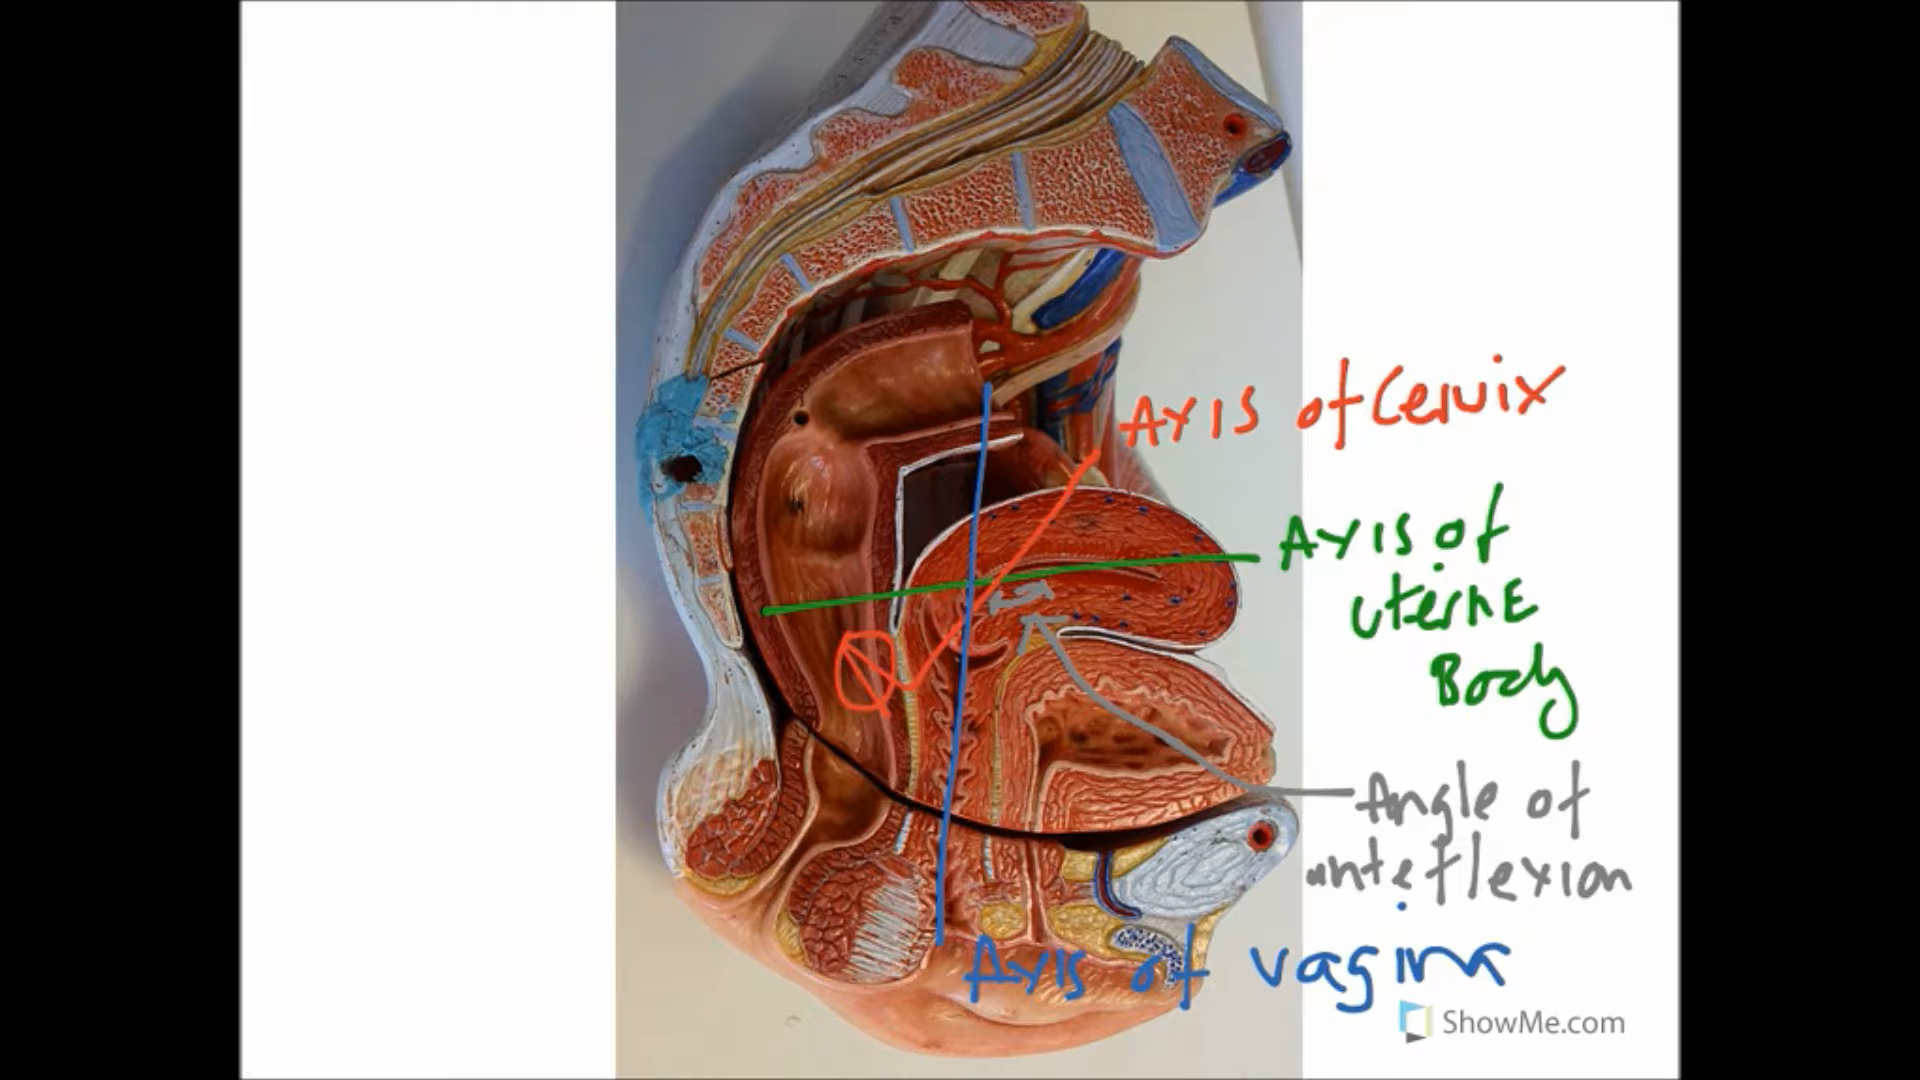 Axis of Cervix
Axis of
uterine
Body
Angle of
anteflexion
Axis of vagina
ShowMe.com